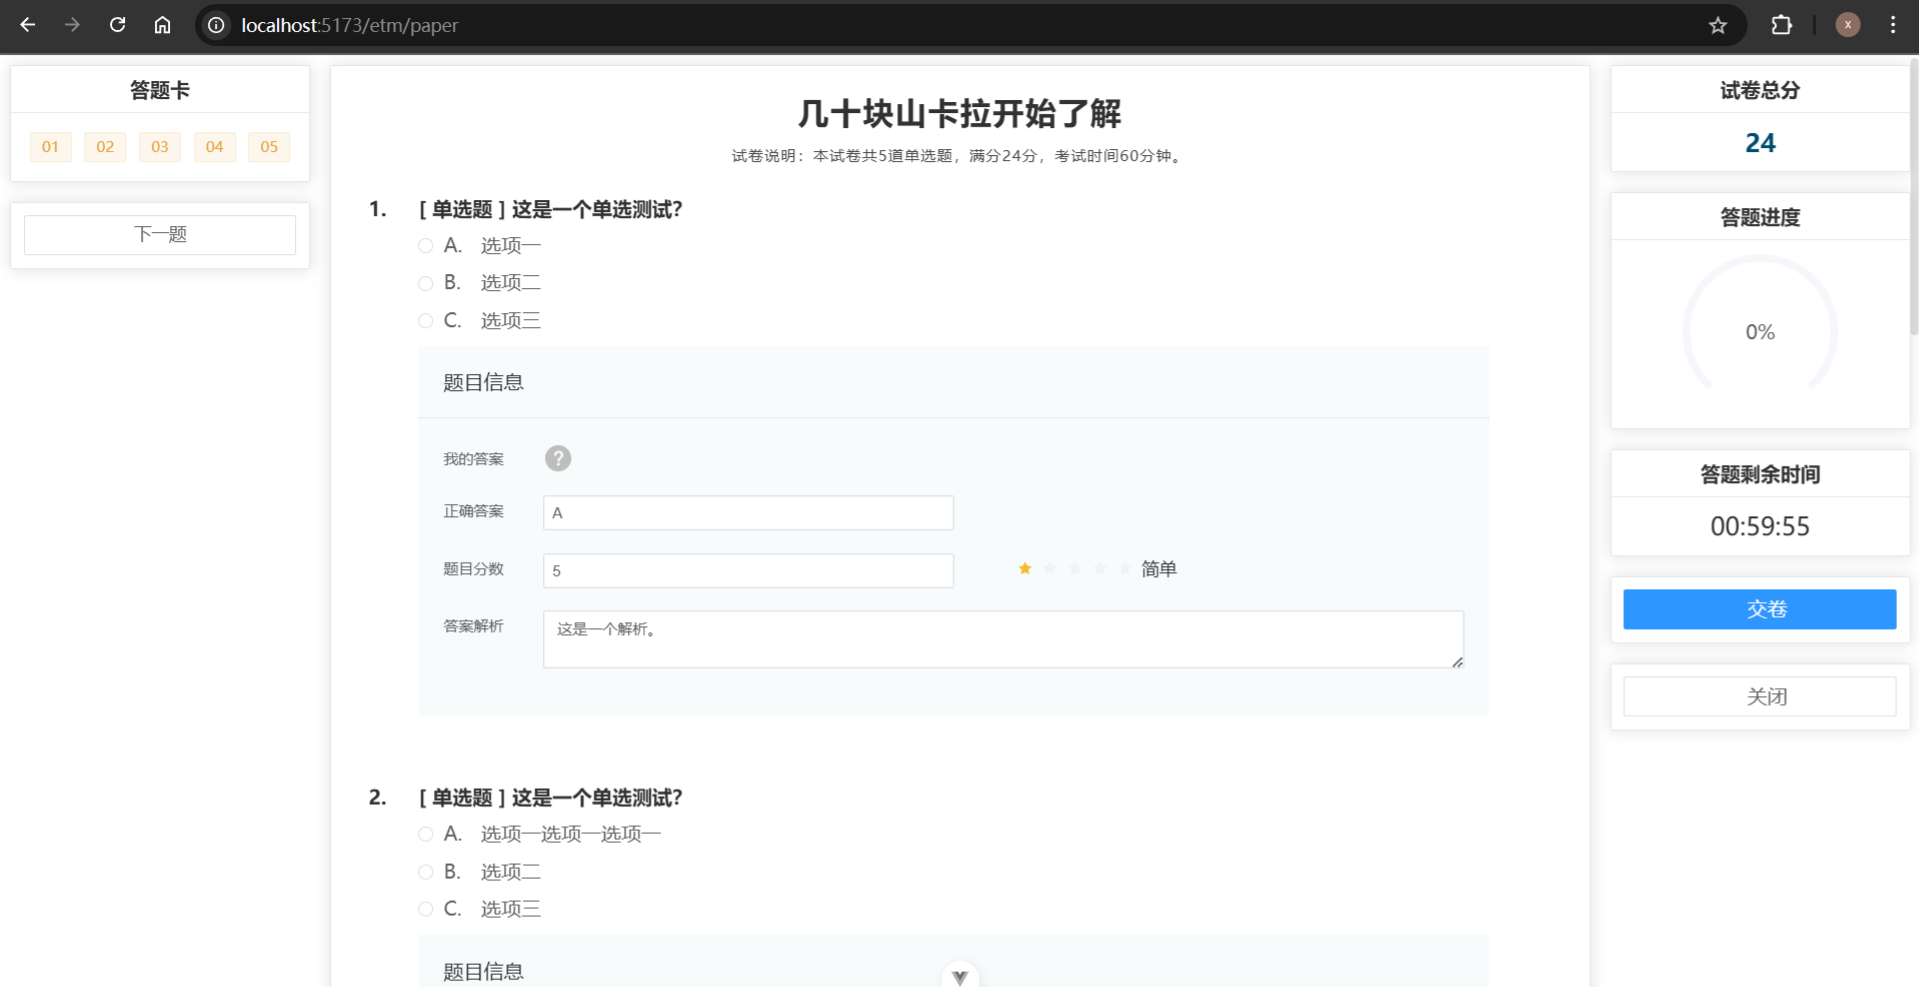 localhost:5173/etm/paper
x
答题卡
01 02 03 04 05
下一题
几十块山卡拉开始了解
试卷说明：本试卷共5道单选题，满分24分，考试时间60分钟。
1. [ 单选题 ] 这是一个单选测试?
A. 选项一
B. 选项二
C. 选项三
题目信息
我的答案 ?
正确答案 A
题目分数 5 简单
答案解析 这是一个解析。
2. [ 单选题 ] 这是一个单选测试?
A. 选项一选项一选项一
B. 选项二
C. 选项三
题目信息
试卷总分
24
答题进度
0%
答题剩余时间
00:59:55
交卷
关闭